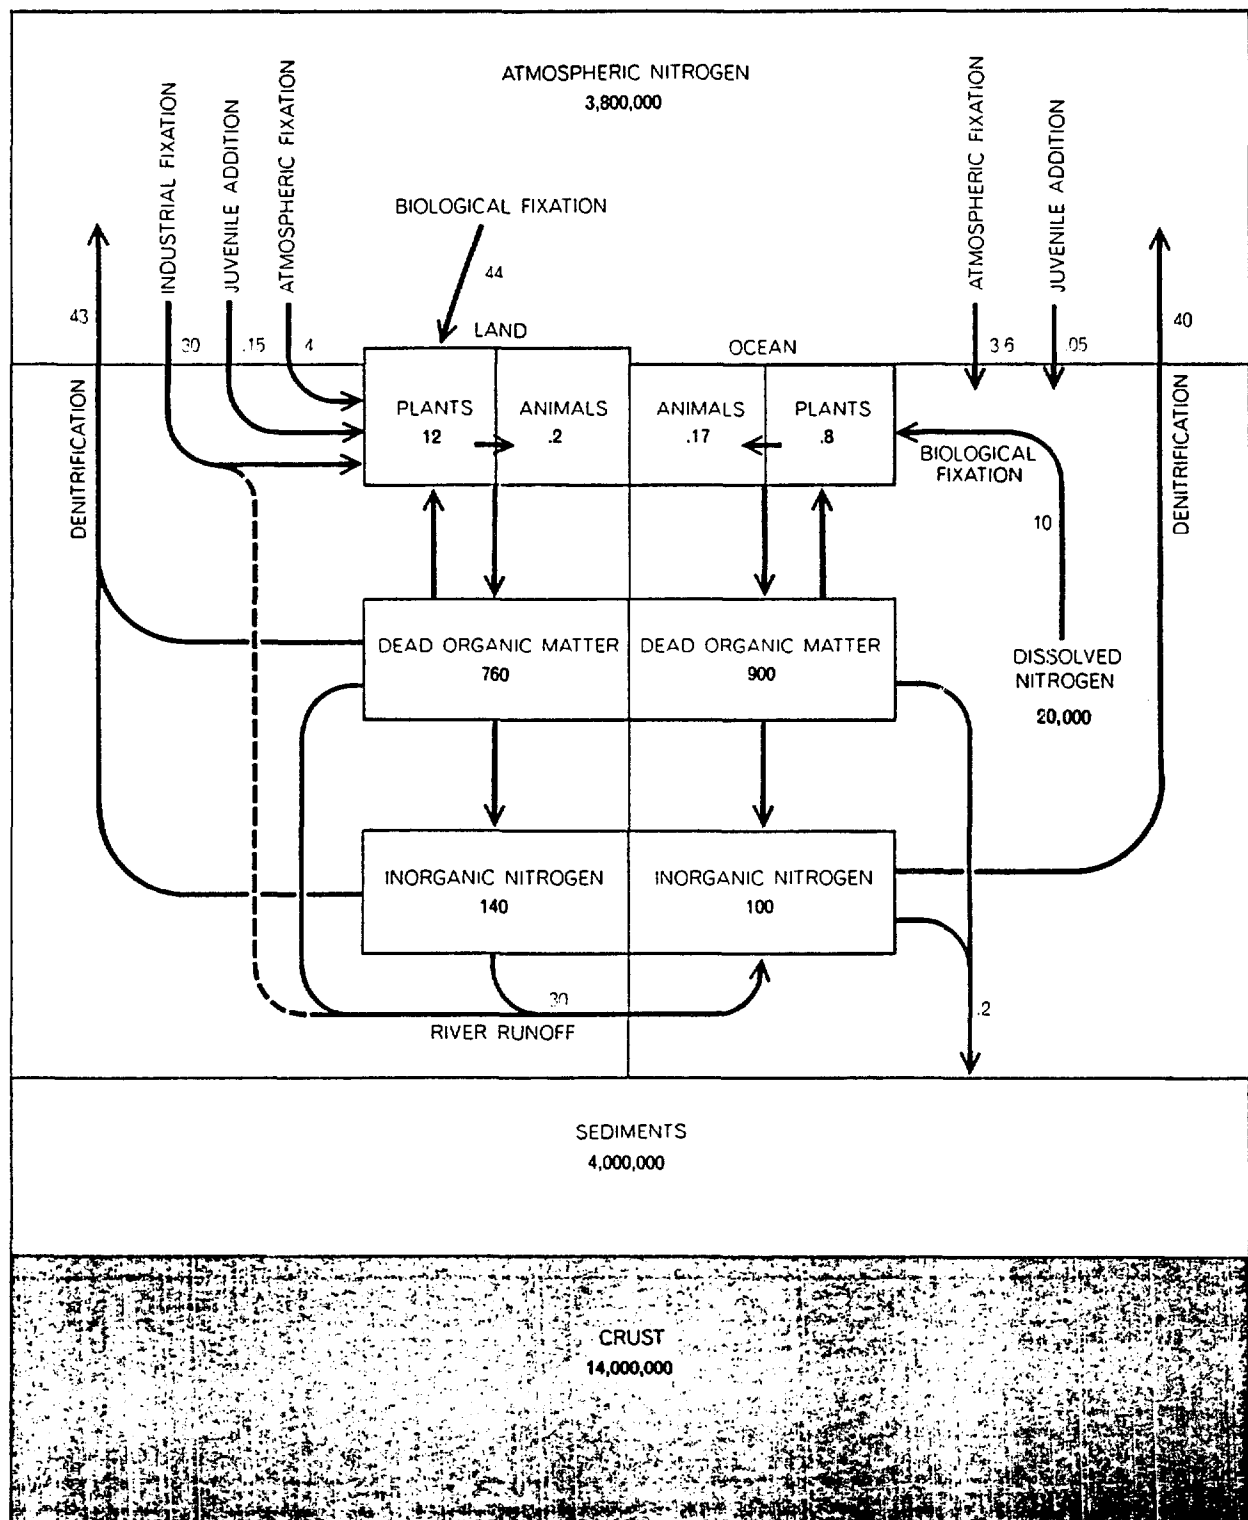 ATMOSPHERIC NITROGEN
3,800,000
INDUSTRIAL FIXATION
JUVENILE ADDITION
ATMOSPHERIC FIXATION
BIOLOGICAL FIXATION
44
ATMOSPHERIC FIXATION
JUVENILE ADDITION
43
30
.15
4
LAND
OCEAN
3.6
.05
40
DENITRIFICATION
PLANTS
12
ANIMALS
.2
ANIMALS
.17
PLANTS
.8
BIOLOGICAL
FIXATION
10
DENITRIFICATION
DEAD ORGANIC MATTER
760
DEAD ORGANIC MATTER
900
DISSOLVED
NITROGEN
20,000
INORGANIC NITROGEN
140
INORGANIC NITROGEN
100
30
RIVER RUNOFF
.2
SEDIMENTS
4,000,000
CRUST
14,000,000